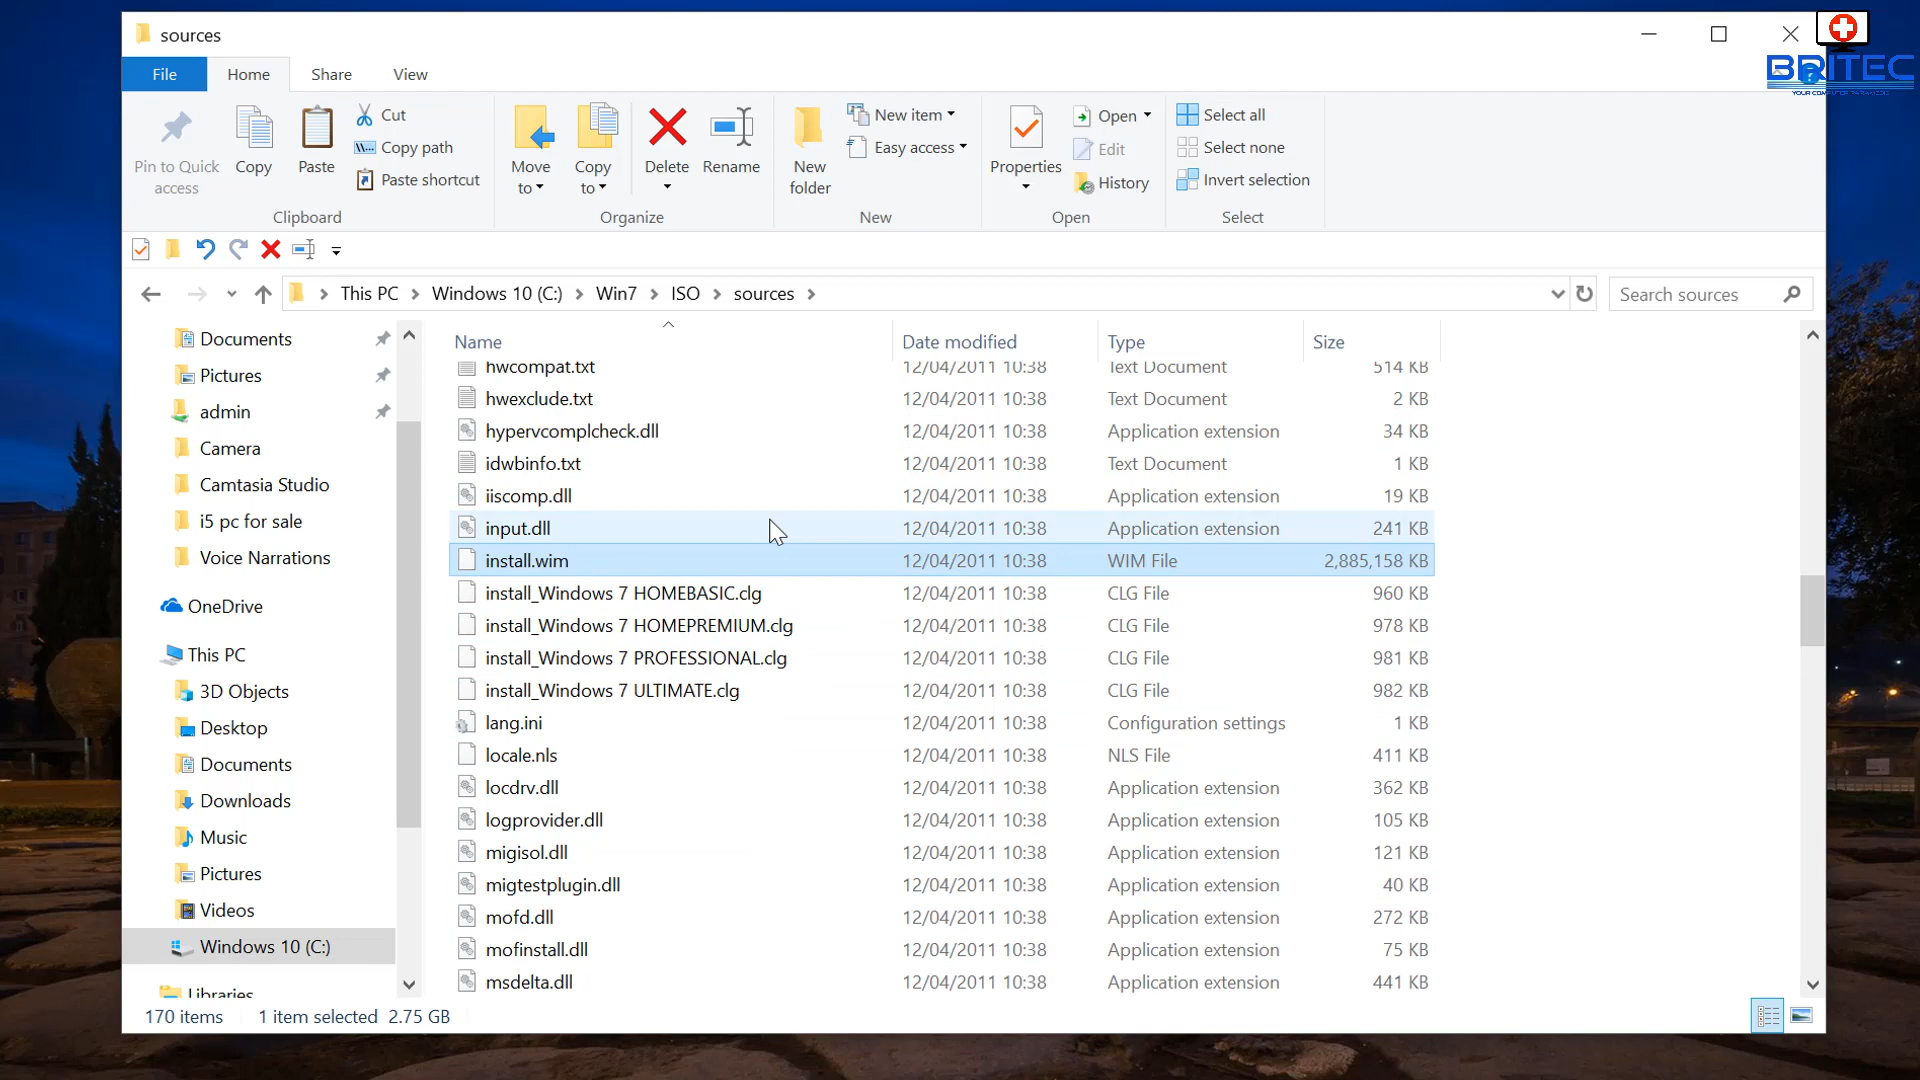 sources
BRITEC
YOUR COMPUTER PARAMEDIC
File Home Share View
Pin to Quick access
Copy
Paste
Cut
Copy path
Paste shortcut
Clipboard
Move to
Copy to
Delete
Rename
Organize
New folder
New item
Easy access
New
Properties
Open
Edit
History
Open
Select all
Select none
Invert selection
Select
This PC > Windows 10 (C:) > Win7 > ISO > sources >
Search sources
Documents
Pictures
admin
Camera
Camtasia Studio
i5 pc for sale
Voice Narrations
OneDrive
This PC
3D Objects
Desktop
Documents
Downloads
Music
Pictures
Videos
Windows 10 (C:)
Libraries
Name Date modified Type Size
hwcompat.txt 12/04/2011 10:38 Text Document 514 KB
hwexclude.txt 12/04/2011 10:38 Text Document 2 KB
hypervcomplcheck.dll 12/04/2011 10:38 Application extension 34 KB
idwbinfo.txt 12/04/2011 10:38 Text Document 1 KB
iiscomp.dll 12/04/2011 10:38 Application extension 19 KB
input.dll 12/04/2011 10:38 Application extension 241 KB
install.wim 12/04/2011 10:38 WIM File 2,885,158 KB
install_Windows 7 HOMEBASIC.clg 12/04/2011 10:38 CLG File 960 KB
install_Windows 7 HOMEPREMIUM.clg 12/04/2011 10:38 CLG File 978 KB
install_Windows 7 PROFESSIONAL.clg 12/04/2011 10:38 CLG File 981 KB
install_Windows 7 ULTIMATE.clg 12/04/2011 10:38 CLG File 982 KB
lang.ini 12/04/2011 10:38 Configuration settings 1 KB
locale.nls 12/04/2011 10:38 NLS File 411 KB
locdrv.dll 12/04/2011 10:38 Application extension 362 KB
logprovider.dll 12/04/2011 10:38 Application extension 105 KB
migisol.dll 12/04/2011 10:38 Application extension 121 KB
migtestplugin.dll 12/04/2011 10:38 Application extension 40 KB
mofd.dll 12/04/2011 10:38 Application extension 272 KB
mofinstall.dll 12/04/2011 10:38 Application extension 75 KB
msdelta.dll 12/04/2011 10:38 Application extension 441 KB
170 items 1 item selected 2.75 GB